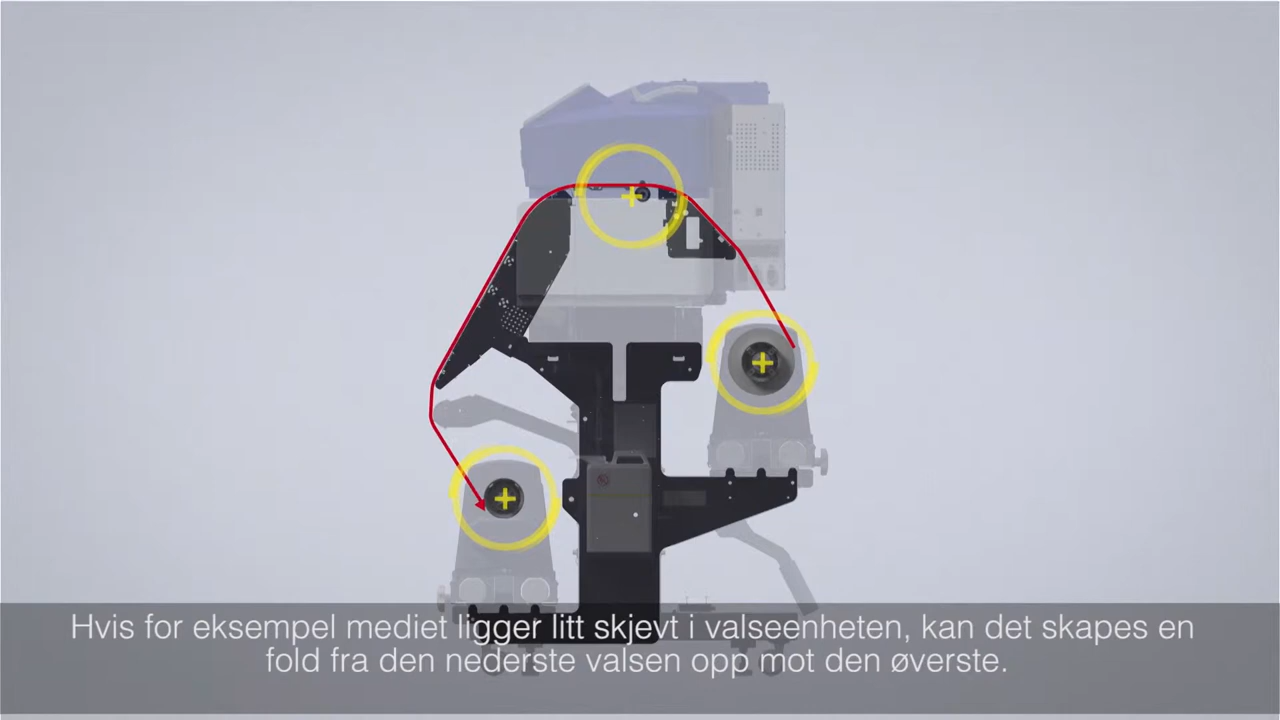 Hvis for eksempel mediet ligger litt skjevt i valseenheten, kan det skapes en
fold fra den nederste valsen opp mot den øverste.